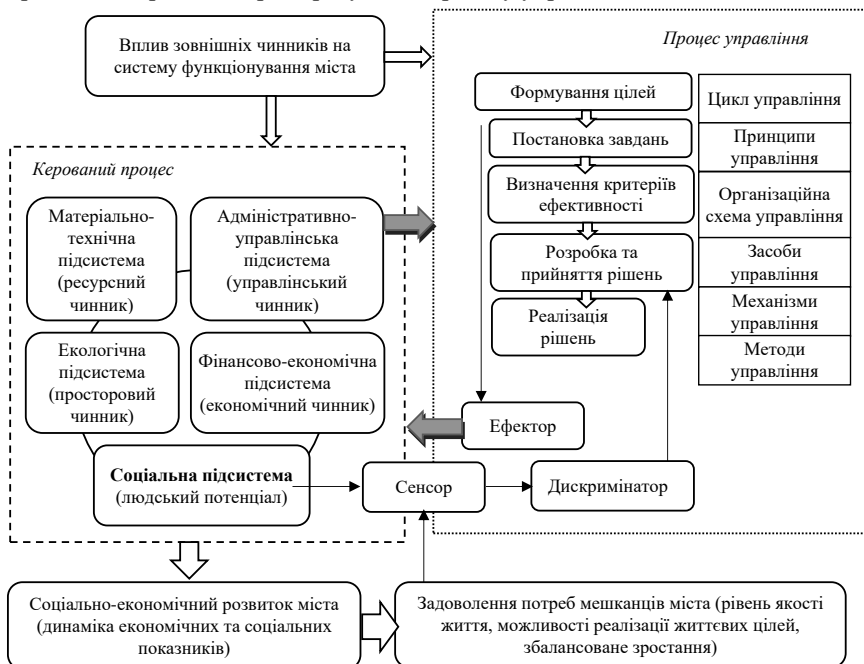 Вплив зовнішніх чинників на
систему функціонування міста
Процес управління
Формування цілей
Постановка завдань
Визначення критеріїв
ефективності
Розробка та
прийняття рішень
Реалізація
рішень
Цикл управління
Принципи
управління
Організаційна
схема управління
Засоби
управління
Механізми
управління
Методи
управління
Керований процес
Матеріально-
технічна
підсистема
(ресурсний
чинник)
Адміністративно-
управлінська
підсистема
(управлінський
чинник)
Екологічна
підсистема
(просторовий
чинник)
Фінансово-економічна
підсистема
(економічний чинник)
Соціальна підсистема
(людський потенціал)
Ефектор
Сенсор
Дискримінатор
Соціально-економічний розвиток міста
(динаміка економічних та соціальних
показників)
Задоволення потреб мешканців міста (рівень якості
життя, можливості реалізації життєвих цілей,
збалансоване зростання)